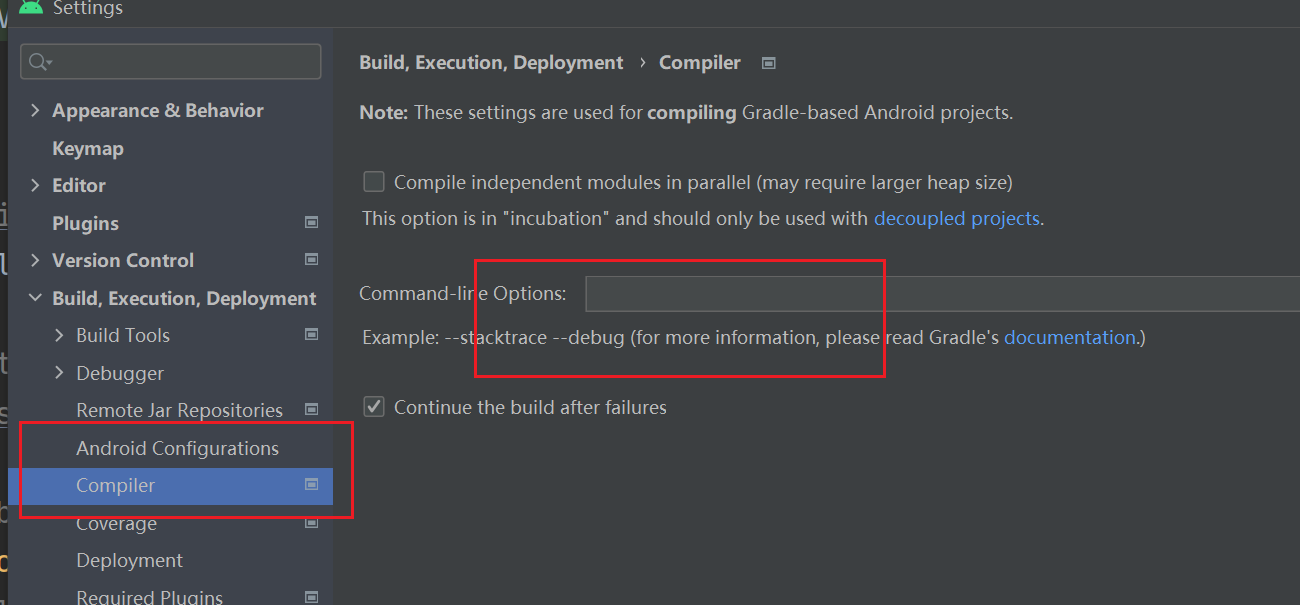 Settings
Appearance & Behavior
Keymap
Editor
Plugins
Version Control
Build, Execution, Deployment
Build Tools
Debugger
Remote Jar Repositories
Android Configurations
Compiler
Coverage
Deployment
Required Plugins
Build, Execution, Deployment › Compiler
Note: These settings are used for compiling Gradle-based Android projects.
Compile independent modules in parallel (may require larger heap size)
This option is in "incubation" and should only be used with decoupled projects.
Command-line Options:
Example: --stacktrace --debug (for more information, please read Gradle's documentation.)
Continue the build after failures